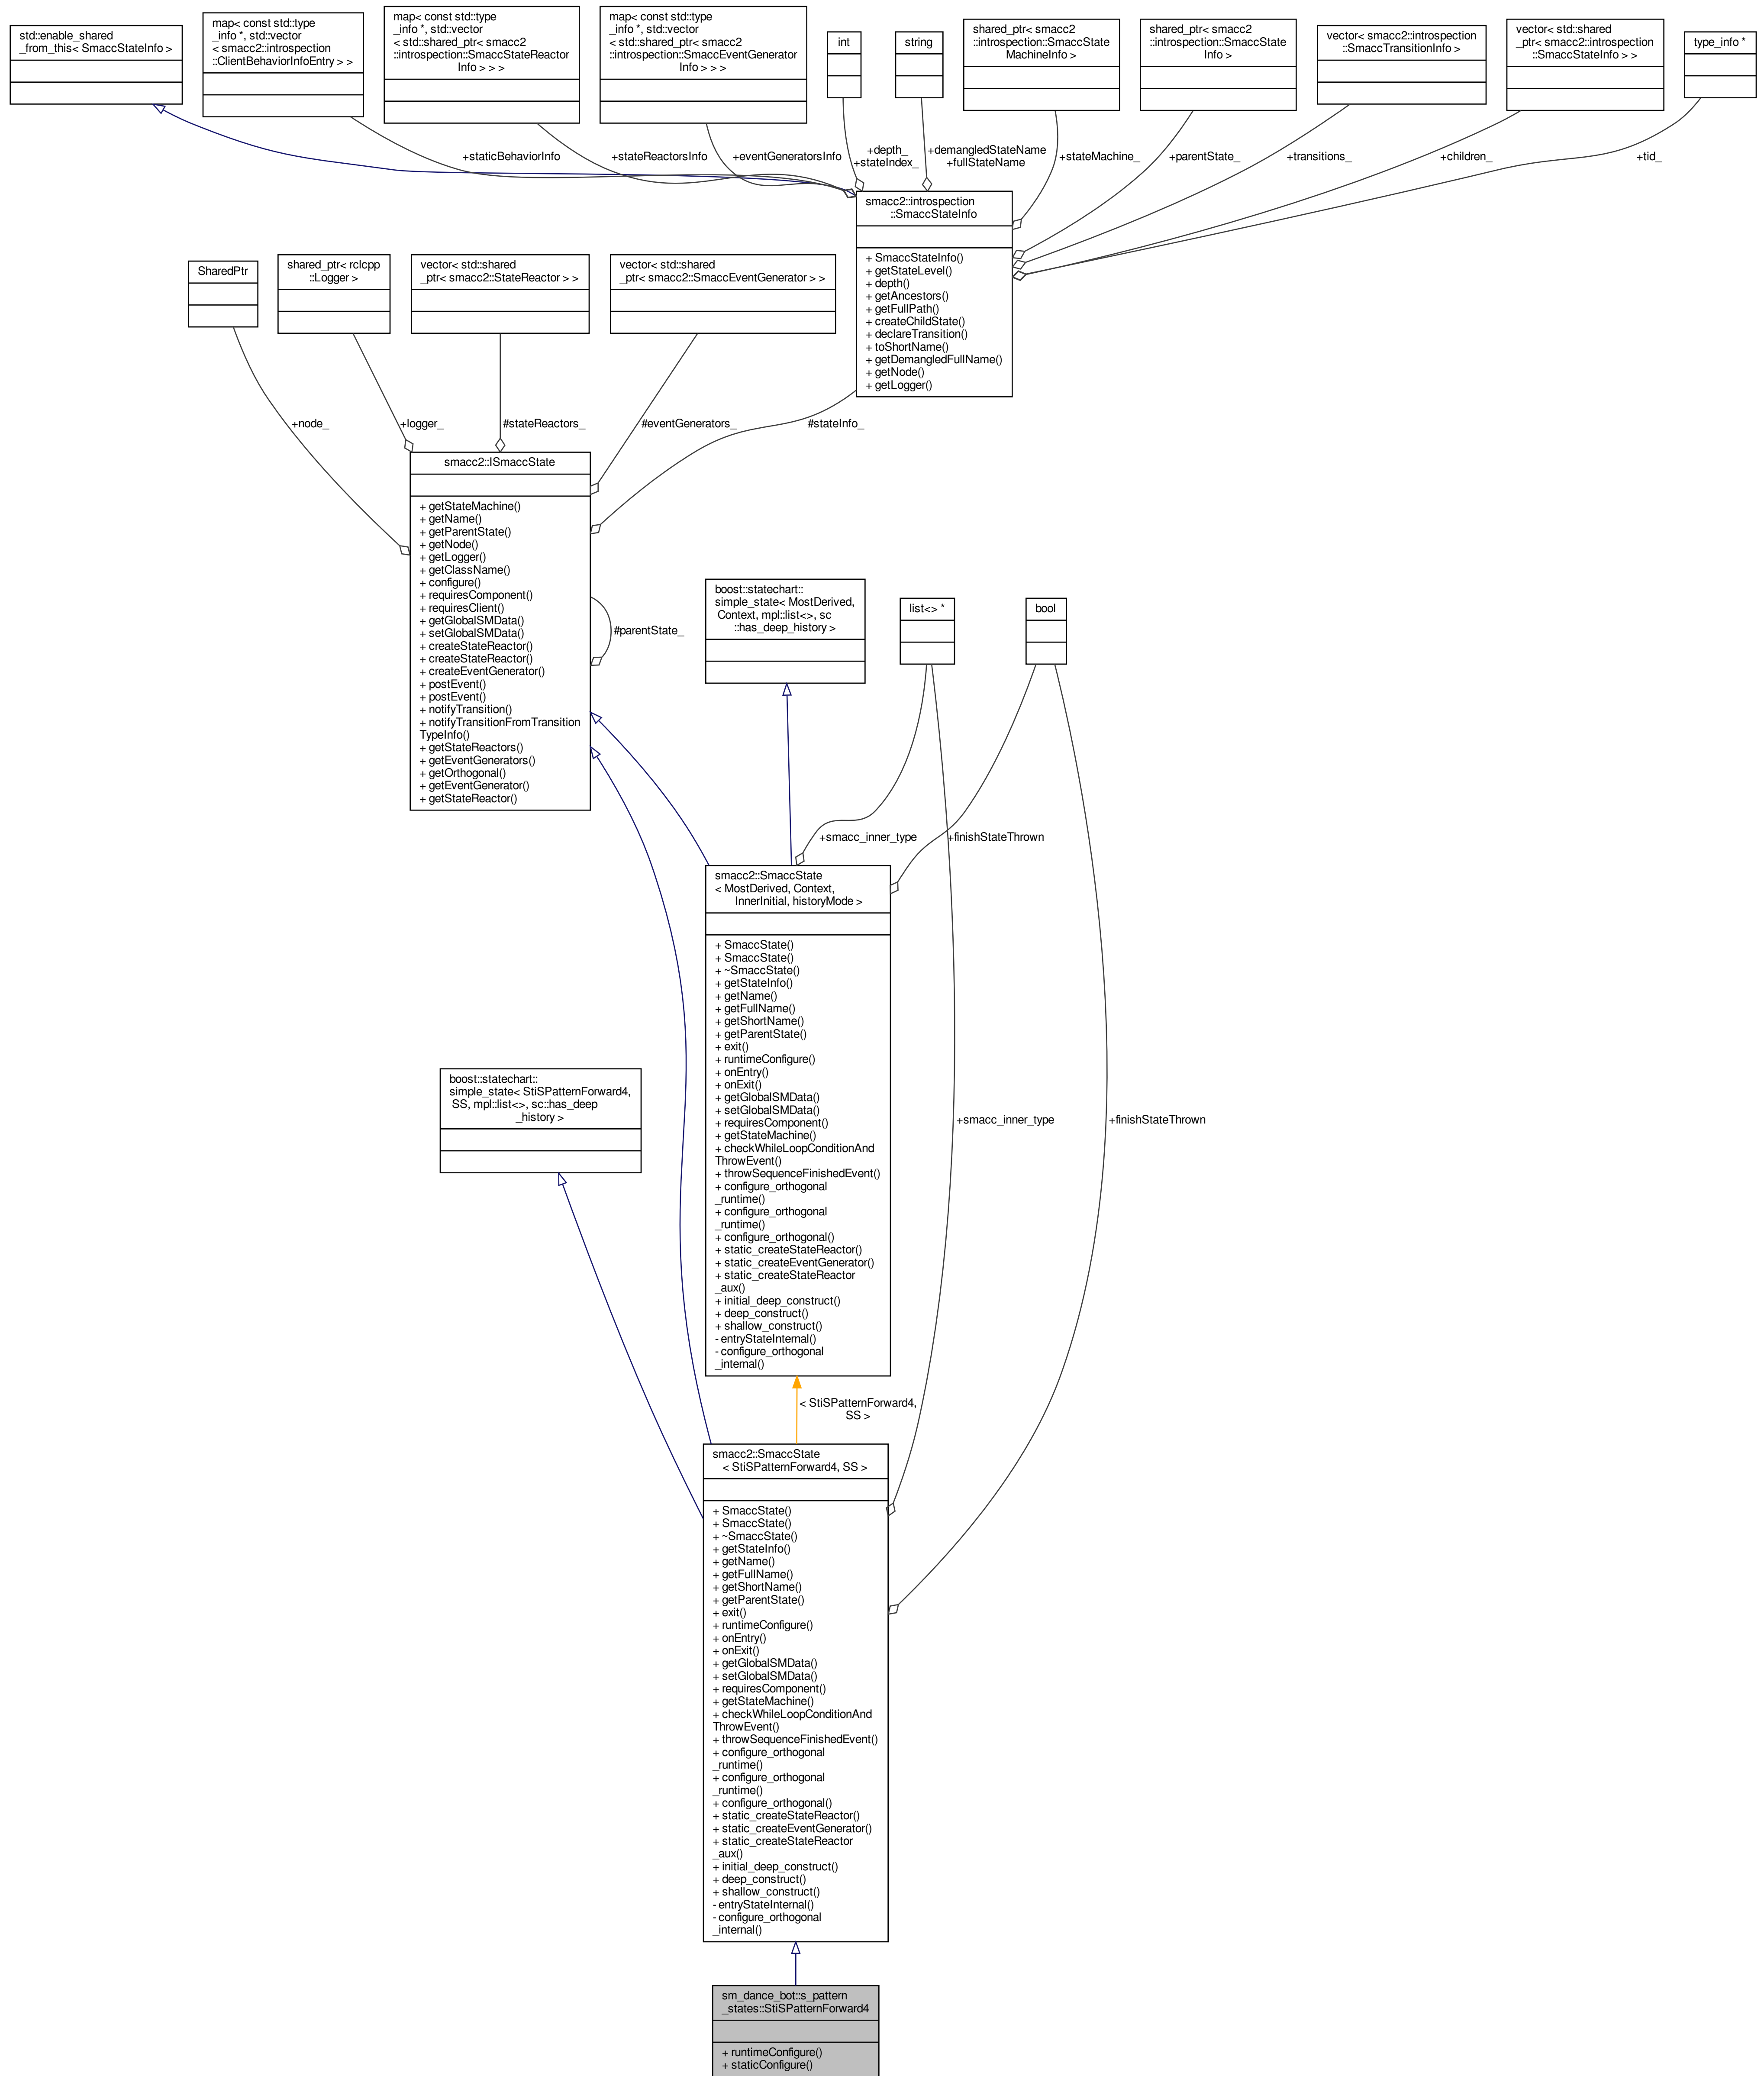 std::enable_shared
_from_this< SmaccStateInfo >
map< const std::type
_info *, std::vector
< smacc2::introspection
::ClientBehaviorInfoEntry > >
map< const std::type
_info *, std::vector
< std::shared_ptr< smacc2
::introspection::SmaccStateReactor
Info > > >
map< const std::type
_info *, std::vector
< std::shared_ptr< smacc2
::introspection::SmaccEventGenerator
Info > > >
int
string
shared_ptr< smacc2
::introspection::SmaccState
MachineInfo >
shared_ptr< smacc2
::introspection::SmaccState
Info >
vector< smacc2::introspection
::SmaccTransitionInfo >
vector< std::shared
_ptr< smacc2::introspection
::SmaccStateInfo > >
type_info *
+staticBehaviorInfo
+stateReactorsInfo
+eventGeneratorsInfo
+depth_
+stateIndex_
+demangledStateName
+fullStateName
+stateMachine_
+parentState_
+transitions_
+children_
+tid_
smacc2::introspection
::SmaccStateInfo
+ SmaccStateInfo()
+ getStateLevel()
+ depth()
+ getAncestors()
+ getFullPath()
+ createChildState()
+ declareTransition()
+ toShortName()
+ getDemangledFullName()
+ getNode()
+ getLogger()
SharedPtr
shared_ptr< rclcpp
::Logger >
vector< std::shared
_ptr< smacc2::StateReactor > >
vector< std::shared
_ptr< smacc2::SmaccEventGenerator > >
+node_
+logger_
#stateReactors_
#eventGenerators_
#stateInfo_
smacc2::ISmaccState
+ getStateMachine()
+ getName()
+ getParentState()
+ getNode()
+ getLogger()
+ getClassName()
+ configure()
+ requiresComponent()
+ requiresClient()
+ getGlobalSMData()
+ setGlobalSMData()
+ createStateReactor()
+ createStateReactor()
+ createEventGenerator()
+ postEvent()
+ postEvent()
+ notifyTransition()
+ notifyTransitionFromTransition
TypeInfo()
+ getStateReactors()
+ getEventGenerators()
+ getOrthogonal()
+ getEventGenerator()
+ getStateReactor()
#parentState_
boost::statechart::
simple_state< MostDerived,
Context, mpl::list<>, sc
::has_deep_history >
list<> *
bool
+smacc_inner_type
+finishStateThrown
smacc2::SmaccState
< MostDerived, Context,
InnerInitial, historyMode >
+ SmaccState()
+ SmaccState()
+ ~SmaccState()
+ getStateInfo()
+ getName()
+ getFullName()
+ getShortName()
+ getParentState()
+ exit()
+ runtimeConfigure()
+ onEntry()
+ onExit()
+ getGlobalSMData()
+ setGlobalSMData()
+ requiresComponent()
+ getStateMachine()
+ checkWhileLoopConditionAnd
ThrowEvent()
+ throwSequenceFinishedEvent()
+ configure_orthogonal
_runtime()
+ configure_orthogonal
_runtime()
+ configure_orthogonal()
+ static_createStateReactor()
+ static_createEventGenerator()
+ static_createStateReactor
_aux()
+ initial_deep_construct()
+ deep_construct()
+ shallow_construct()
- entryStateInternal()
- configure_orthogonal
_internal()
boost::statechart::
simple_state< StiSPatternForward4,
SS, mpl::list<>, sc::has_deep
_history >
+smacc_inner_type
+finishStateThrown
< StiSPatternForward4,
SS >
smacc2::SmaccState
< StiSPatternForward4, SS >
+ SmaccState()
+ SmaccState()
+ ~SmaccState()
+ getStateInfo()
+ getName()
+ getFullName()
+ getShortName()
+ getParentState()
+ exit()
+ runtimeConfigure()
+ onEntry()
+ onExit()
+ getGlobalSMData()
+ setGlobalSMData()
+ requiresComponent()
+ getStateMachine()
+ checkWhileLoopConditionAnd
ThrowEvent()
+ throwSequenceFinishedEvent()
+ configure_orthogonal
_runtime()
+ configure_orthogonal
_runtime()
+ configure_orthogonal()
+ static_createStateReactor()
+ static_createEventGenerator()
+ static_createStateReactor
_aux()
+ initial_deep_construct()
+ deep_construct()
+ shallow_construct()
- entryStateInternal()
- configure_orthogonal
_internal()
sm_dance_bot::s_pattern
_states::StiSPatternForward4
+ runtimeConfigure()
+ staticConfigure()